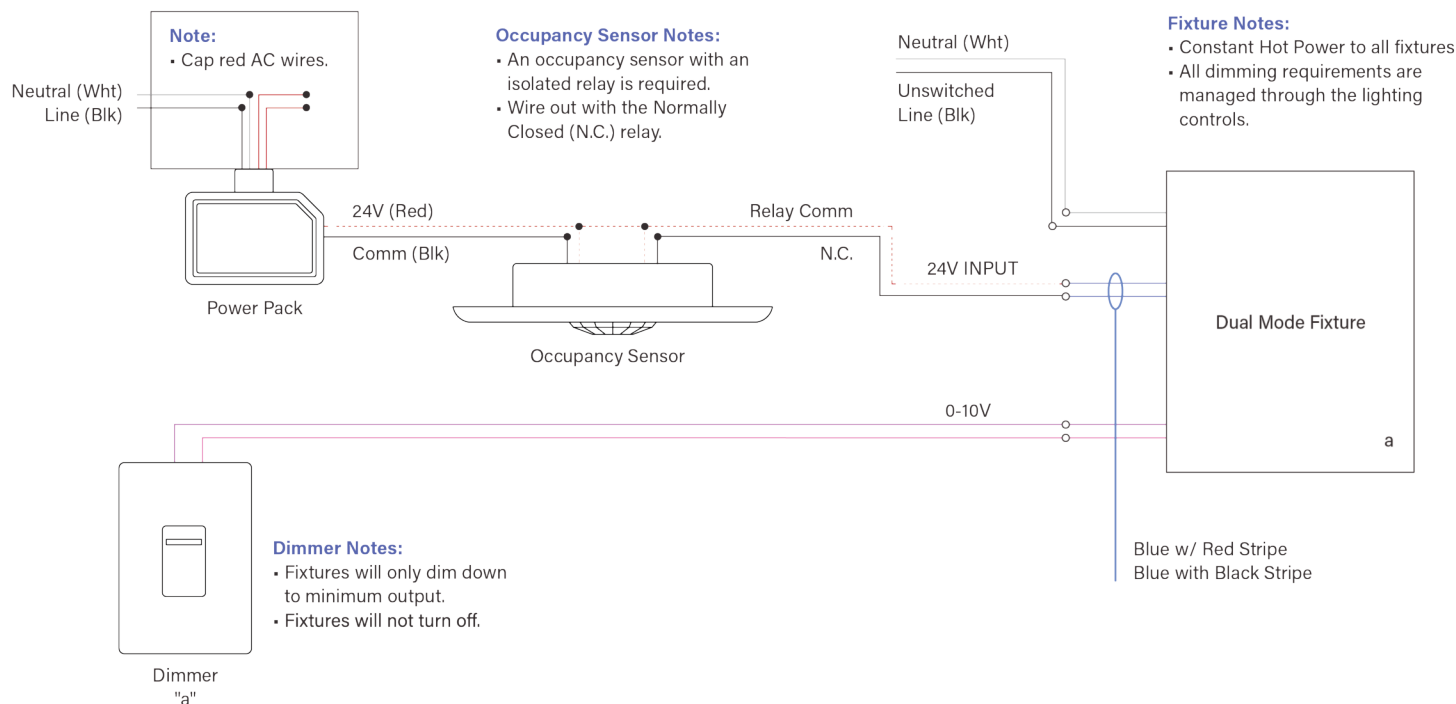 Note:
• Cap red AC wires.
Neutral (Wht)
Line (Blk)
Occupancy Sensor Notes:
• An occupancy sensor with an
isolated relay is required.
• Wire out with the Normally
Closed (N.C.) relay.
Neutral (Wht)
Unswitched
Line (Blk)
Fixture Notes:
• Constant Hot Power to all fixtures
• All dimming requirements are
managed through the lighting
controls.
24V (Red)
Comm (Blk)
Relay Comm
N.C.
24V INPUT
Power Pack
Occupancy Sensor
Dual Mode Fixture
0-10V
a
Dimmer Notes:
• Fixtures will only dim down
to minimum output.
• Fixtures will not turn off.
Blue w/ Red Stripe
Blue with Black Stripe
Dimmer
"a"